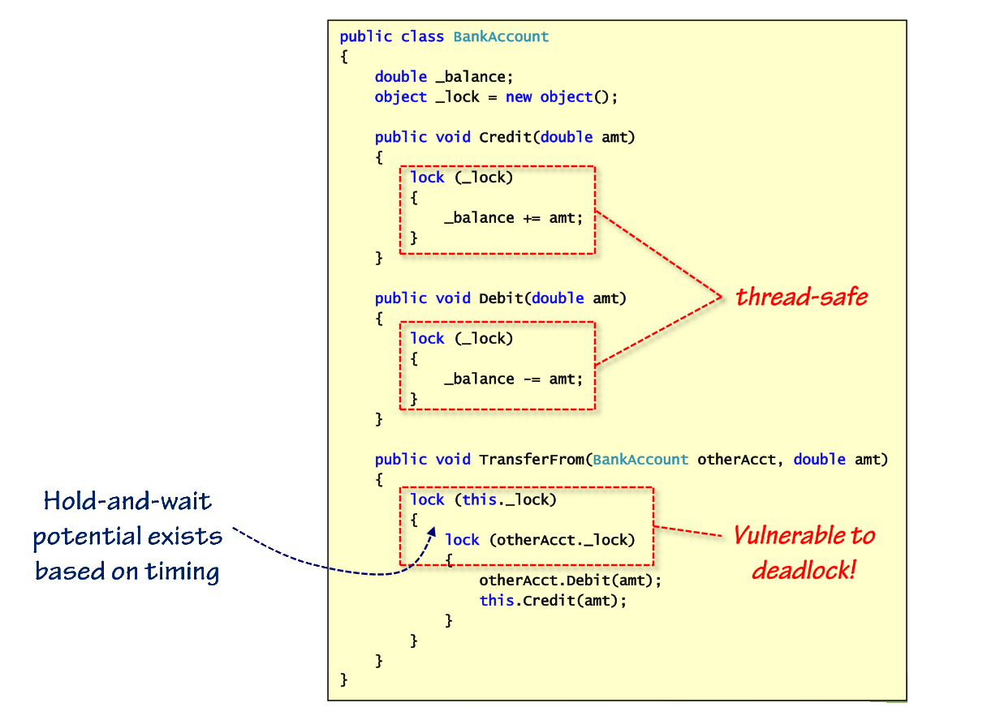 public class BankAccount
{
    double _balance;
    object _lock = new object();

    public void Credit(double amt)
    {
        lock (_lock)
        {
            _balance += amt;
        }
    }

    public void Debit(double amt)
    {
        lock (_lock)
        {
            _balance -= amt;
        }
    }

    public void TransferFrom(BankAccount otherAcct, double amt)
    {
        lock (this._lock)
        {
            lock (otherAcct._lock)
            {
                otherAcct.Debit(amt);
                this.Credit(amt);
            }
        }
    }
}
thread-safe
Hold-and-wait
potential exists
based on timing
Vulnerable to
deadlock!